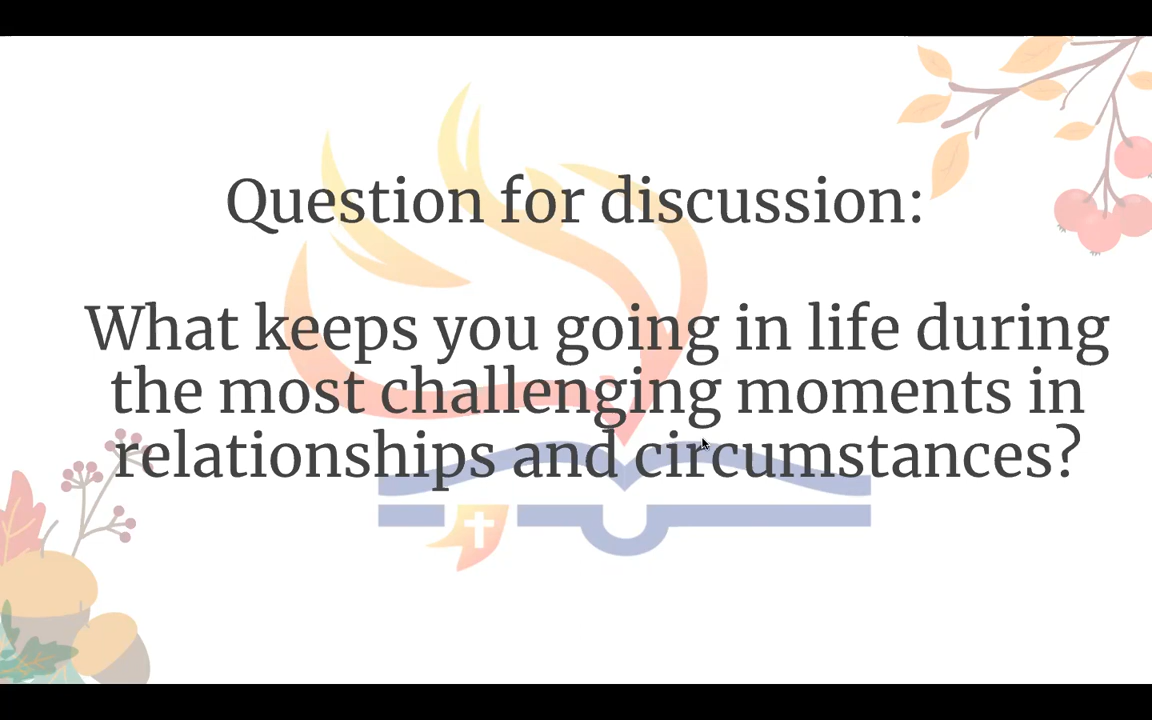 Question for discussion:
What keeps you going in life during
the most challenging moments in
relationships and circumstances?